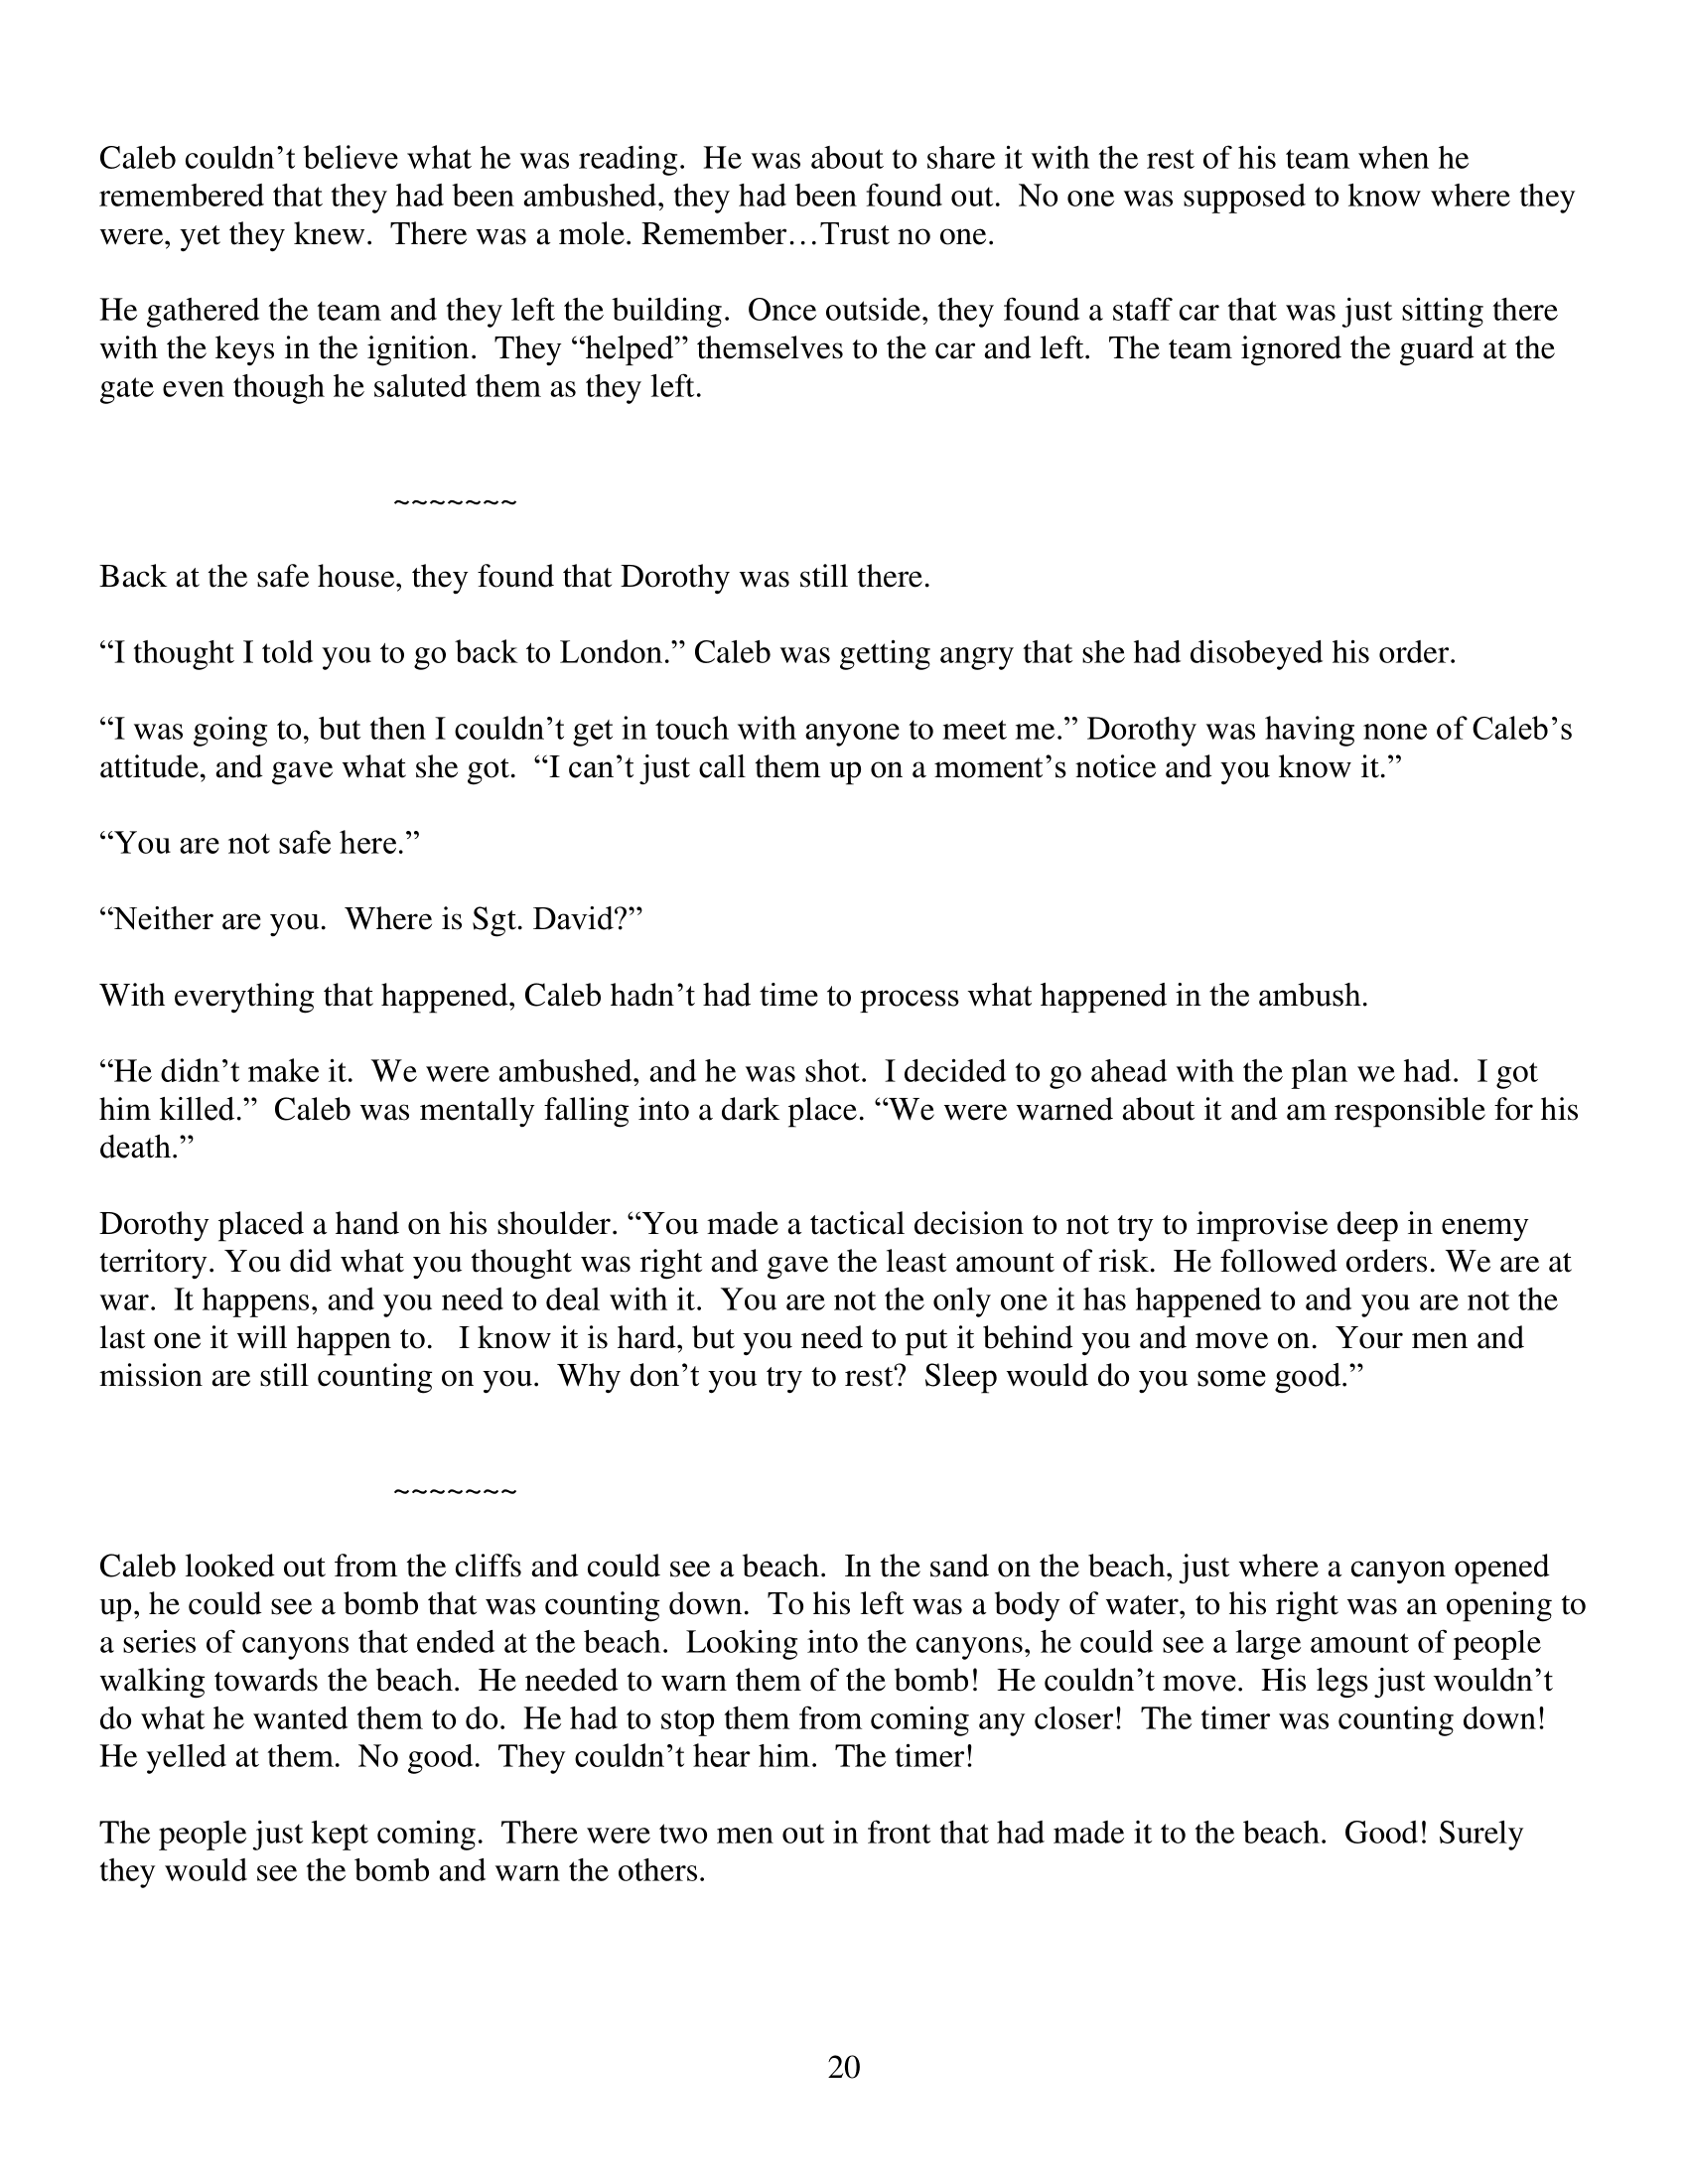 Caleb couldn’t believe what he was reading.  He was about to share it with the rest of his team when he
remembered that they had been ambushed, they had been found out.  No one was supposed to know where they
were, yet they knew.  There was a mole. Remember…Trust no one.
He gathered the team and they left the building.  Once outside, they found a staff car that was just sitting there
with the keys in the ignition.  They “helped” themselves to the car and left.  The team ignored the guard at the
gate even though he saluted them as they left.
~~~~~~~
Back at the safe house, they found that Dorothy was still there.
“I thought I told you to go back to London.” Caleb was getting angry that she had disobeyed his order.
“I was going to, but then I couldn’t get in touch with anyone to meet me.” Dorothy was having none of Caleb’s
attitude, and gave what she got.  “I can’t just call them up on a moment’s notice and you know it.”
“You are not safe here.”
“Neither are you.  Where is Sgt. David?”
With everything that happened, Caleb hadn’t had time to process what happened in the ambush.
“He didn’t make it.  We were ambushed, and he was shot.  I decided to go ahead with the plan we had.  I got
him killed.”  Caleb was mentally falling into a dark place. “We were warned about it and am responsible for his
death.”
Dorothy placed a hand on his shoulder. “You made a tactical decision to not try to improvise deep in enemy
territory. You did what you thought was right and gave the least amount of risk.  He followed orders. We are at
war.  It happens, and you need to deal with it.  You are not the only one it has happened to and you are not the
last one it will happen to.   I know it is hard, but you need to put it behind you and move on.  Your men and
mission are still counting on you.  Why don’t you try to rest?  Sleep would do you some good.”
~~~~~~~
Caleb looked out from the cliffs and could see a beach.  In the sand on the beach, just where a canyon opened
up, he could see a bomb that was counting down.  To his left was a body of water, to his right was an opening to
a series of canyons that ended at the beach.  Looking into the canyons, he could see a large amount of people
walking towards the beach.  He needed to warn them of the bomb!  He couldn’t move.  His legs just wouldn’t
do what he wanted them to do.  He had to stop them from coming any closer!  The timer was counting down!
He yelled at them.  No good.  They couldn’t hear him.  The timer!
The people just kept coming.  There were two men out in front that had made it to the beach.  Good! Surely
they would see the bomb and warn the others.
20